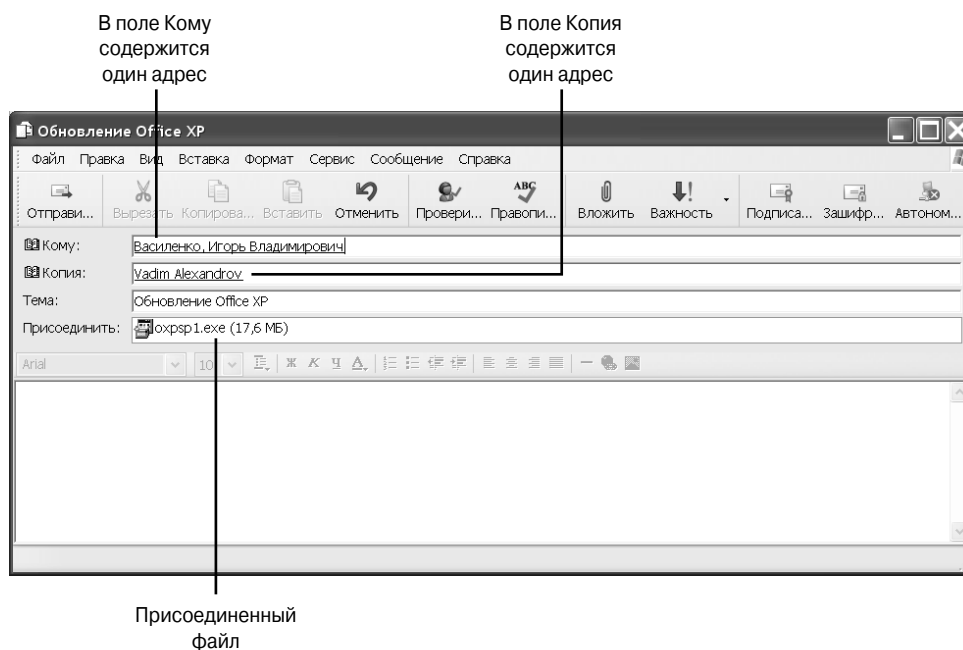 В поле Кому
содержится
один адрес
В поле Копия
содержится
один адрес
Обновление Office XP
Файл Правка Вид Вставка Формат Сервис Сообщение Справка
Отправи... Вырезать Копирова... Вставить Отменить Провери... Правопи... Вложить Важность Подписа... Зашифр... Автоном...
Кому: Василенко, Игорь Владимирович
Копия: Vadim Alexandrov
Тема: Обновление Office XP
Присоединить: oxpsp1.exe (17,6 МБ)
Arial 10 Ж К Ч А
Присоединенный
файл